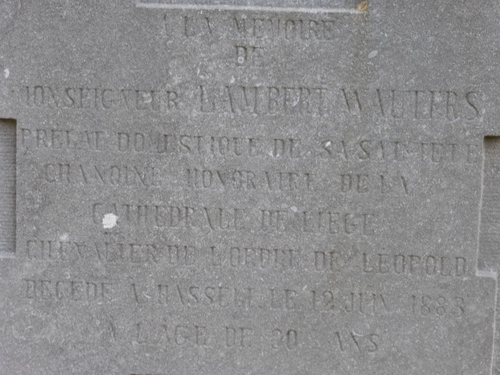 A LA MEMOIRE
DE
MONSEIGNEUR LAMBERT WAUTERS
PRELAT DOMESTIQUE DE SA SAINTETE
CHANOINE HONORAIRE DE LA
CATHEDRALE DE LIEGE
CHEVALIER DE L'ORDRE DE LEOPOLD
DECEDE A HASSELT LE 12 JUIN 1883
A L'AGE DE 80 ANS